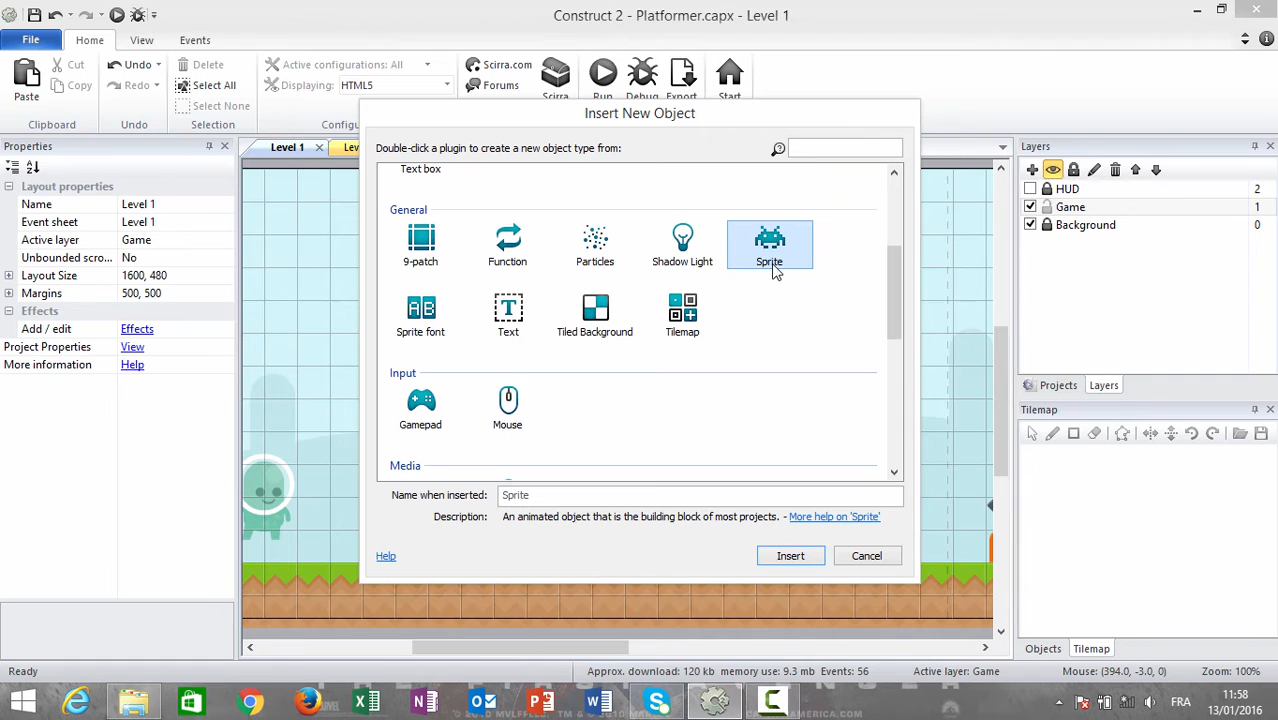 Construct 2 - Platformer.capx - Level 1
File
Home
View
Events
Paste
Cut
Copy
Clipboard
Undo
Redo
Undo
Delete
Select All
Select None
Selection
Active configurations: All
Displaying: HTML5
Configu
Scirra.com
Forums
Scirra
Run
Debug
Export
Start
Properties
Layout properties
Name Level 1
Event sheet Level 1
Active layer Game
Unbounded scro... No
Layout Size 1600, 480
Margins 500, 500
Effects
Add / edit Effects
Project Properties View
More information Help
Level 1
Lev
Insert New Object
Double-click a plugin to create a new object type from:
Text box
General
9-patch
Function
Particles
Shadow Light
Sprite
Sprite font
Text
Tiled Background
Tilemap
Input
Gamepad
Mouse
Media
Name when inserted: Sprite
Description: An animated object that is the building block of most projects. - More help on 'Sprite'
Help
Insert
Cancel
Layers
HUD 2
Game 1
Background 0
Projects
Layers
Tilemap
Objects
Tilemap
Ready
Approx. download: 120 kb memory use: 9.3 mb Events: 56
Active layer: Game
Mouse: (394.0, -3.0, 0)
Zoom: 100%
FRA
11:58
13/01/2016